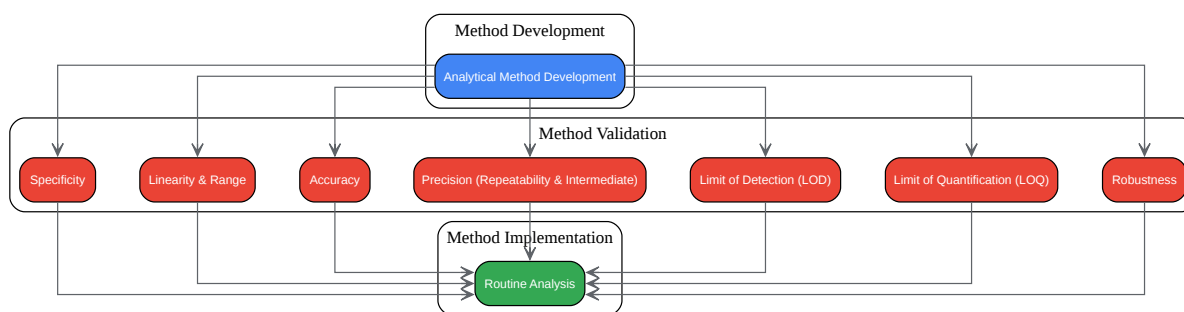 Method Development
Analytical Method Development
Method Validation
Specificity
Linearity & Range
Accuracy
Precision (Repeatability & Intermediate)
Limit of Detection (LOD)
Limit of Quantification (LOQ)
Robustness
Method Implementation
Routine Analysis